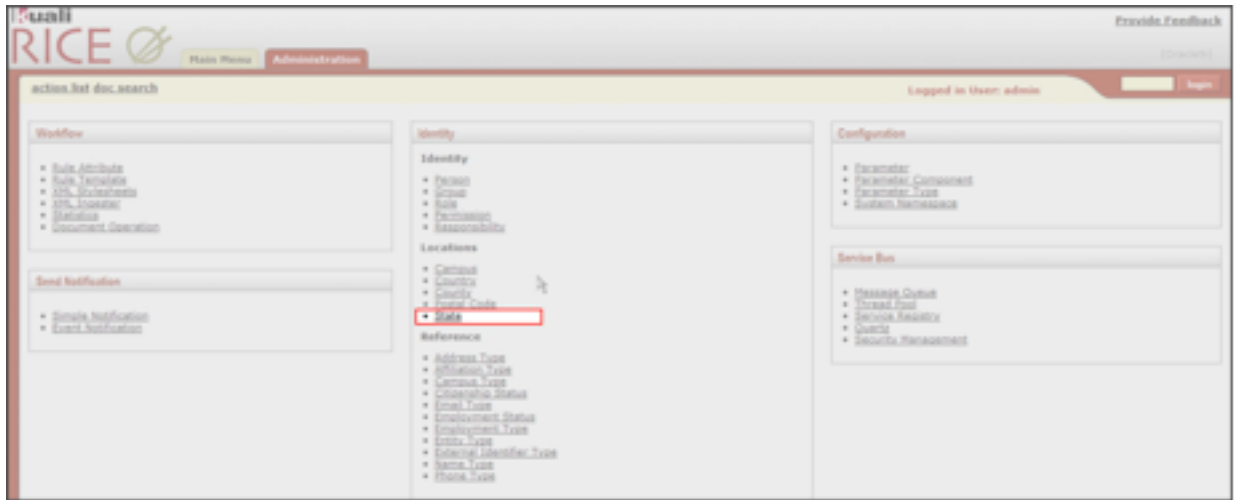 Kuali
RICE
Main Menu
Administration
Provide Feedback
action list doc search
Logged in User: admin
login
Workflow
Rule Attribute
Rule Template
XML Stylesheets
XML Ingester
Statistics
Document Operation
Send Notification
Simple Notification
Event Notification
Identity
Identity
Person
Group
Role
Permission
Responsibility
Locations
Campus
Country
County
Postal Code
State
Reference
Address Type
Affiliation Type
Campus Type
Citizenship Status
Email Type
Employment Status
Employment Type
Entity Type
External Identifier Type
Name Type
Phone Type
Configuration
Parameter
Parameter Component
Parameter Type
System Namespace
Service Bus
Message Queue
Thread Pool
Service Registry
Quartz
Security Management